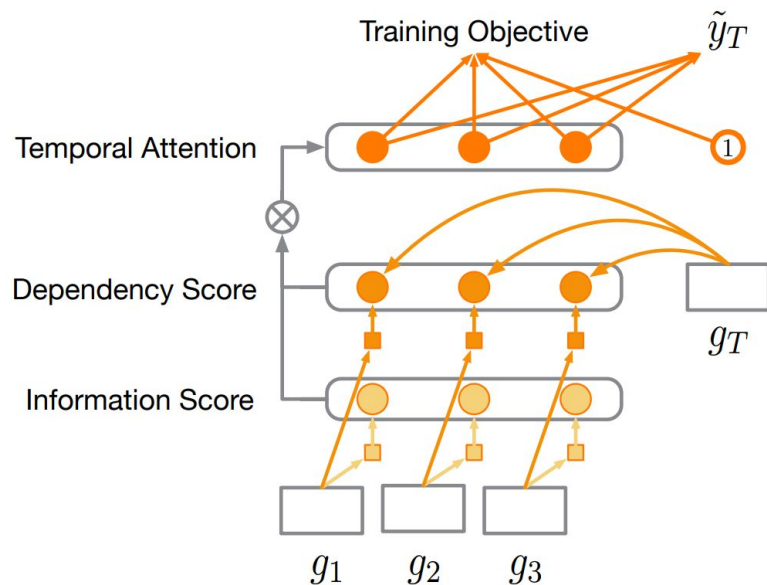 Training Objective
ỹ_T
Temporal Attention
1
Dependency Score
g_T
Information Score
g_1 g_2 g_3